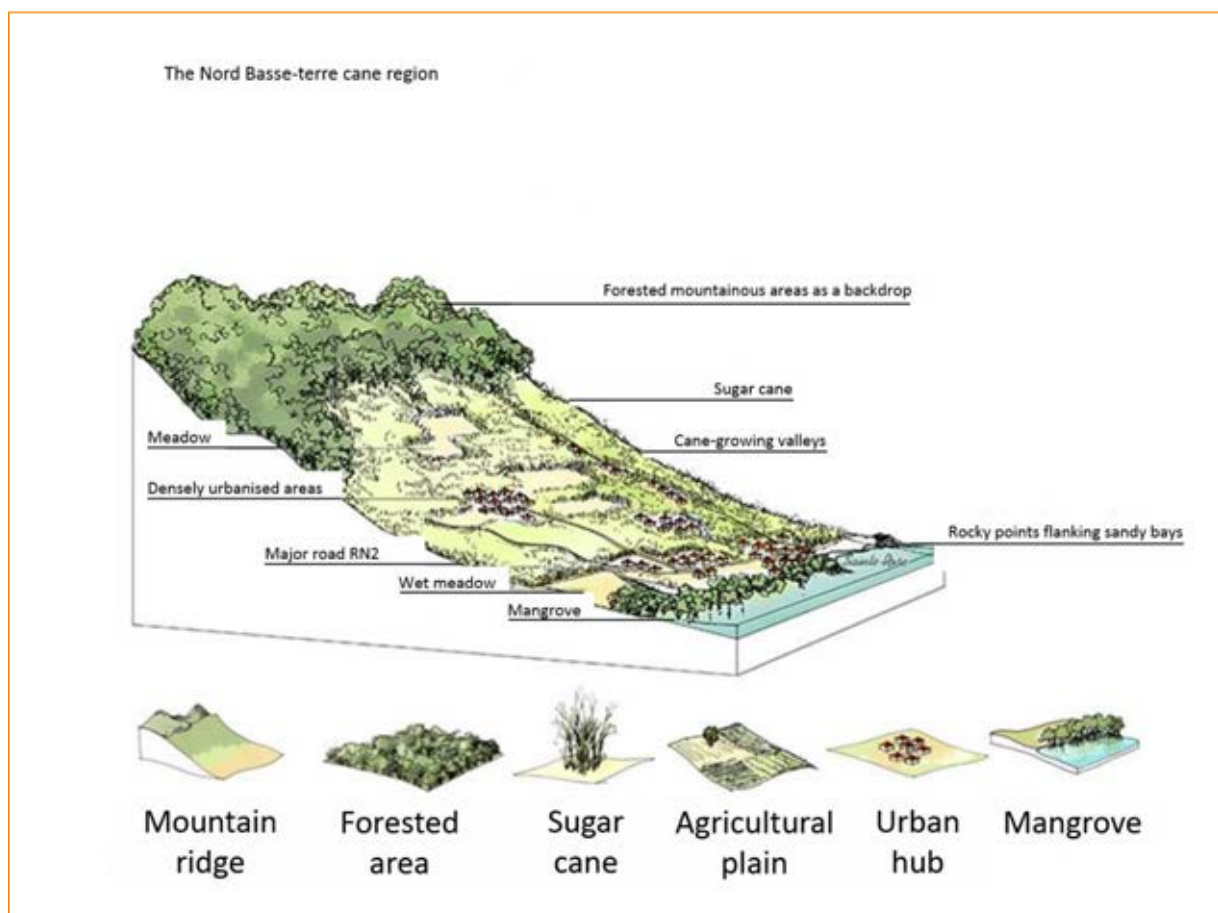 The Nord Basse-terre cane region
Forested mountainous areas as a backdrop
Sugar cane
Cane-growing valleys
Meadow
Densely urbanised areas
Rocky points flanking sandy bays
Major road RN2
Wet meadow
Mangrove
Mountain
ridge
Forested
area
Sugar
cane
Agricultural
plain
Urban
hub
Mangrove